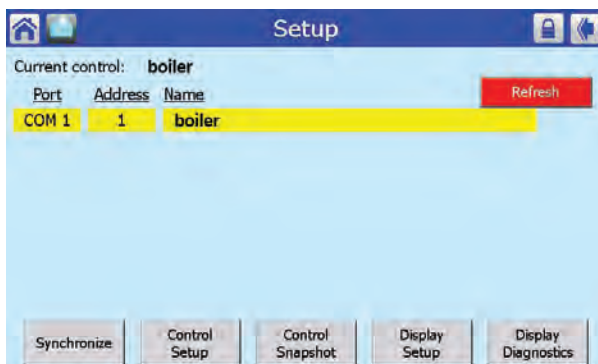 Setup
Current control: boiler
Port Address Name
Refresh
COM 1 1 boiler
Synchronize
Control
Setup
Control
Snapshot
Display
Setup
Display
Diagnostics